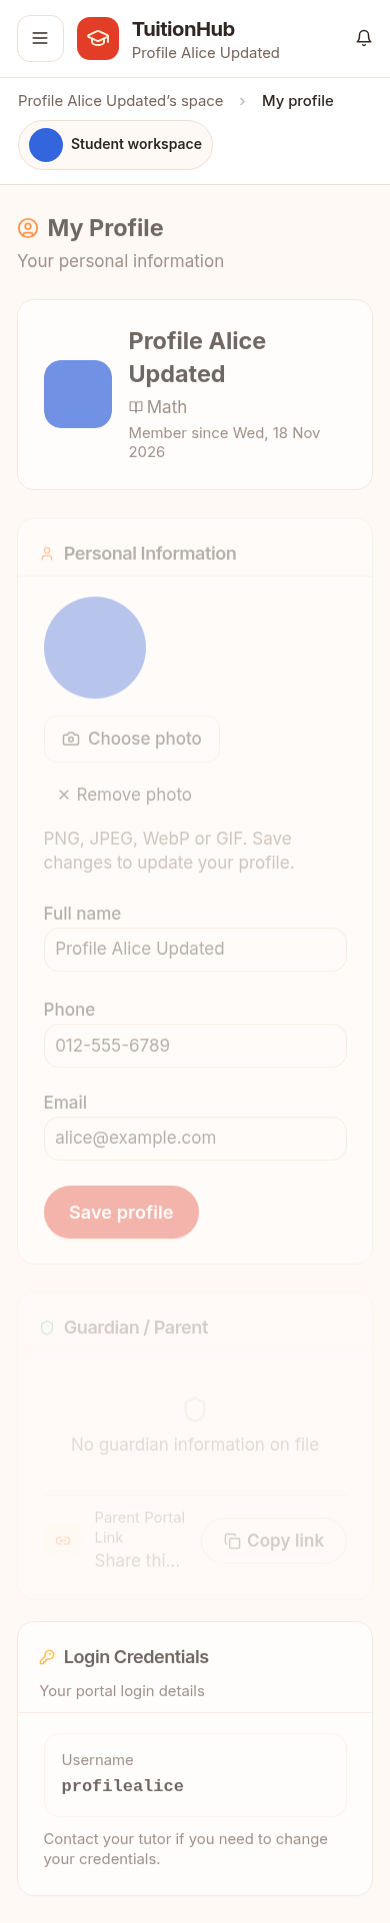 TuitionHub
Profile Alice Updated
Profile Alice Updated’s space > My profile
Student workspace
My Profile
Your personal information
Profile Alice
Updated
Math
Member since Wed, 18 Nov
2026
Personal Information
Choose photo
Remove photo
PNG, JPEG, WebP or GIF. Save
changes to update your profile.
Full name
Profile Alice Updated
Phone
012-555-6789
Email
alice@example.com
Save profile
Guardian / Parent
No guardian information on file
Parent Portal
Link
Share thi...
Copy link
Login Credentials
Your portal login details
Username
profilealice
Contact your tutor if you need to change
your credentials.